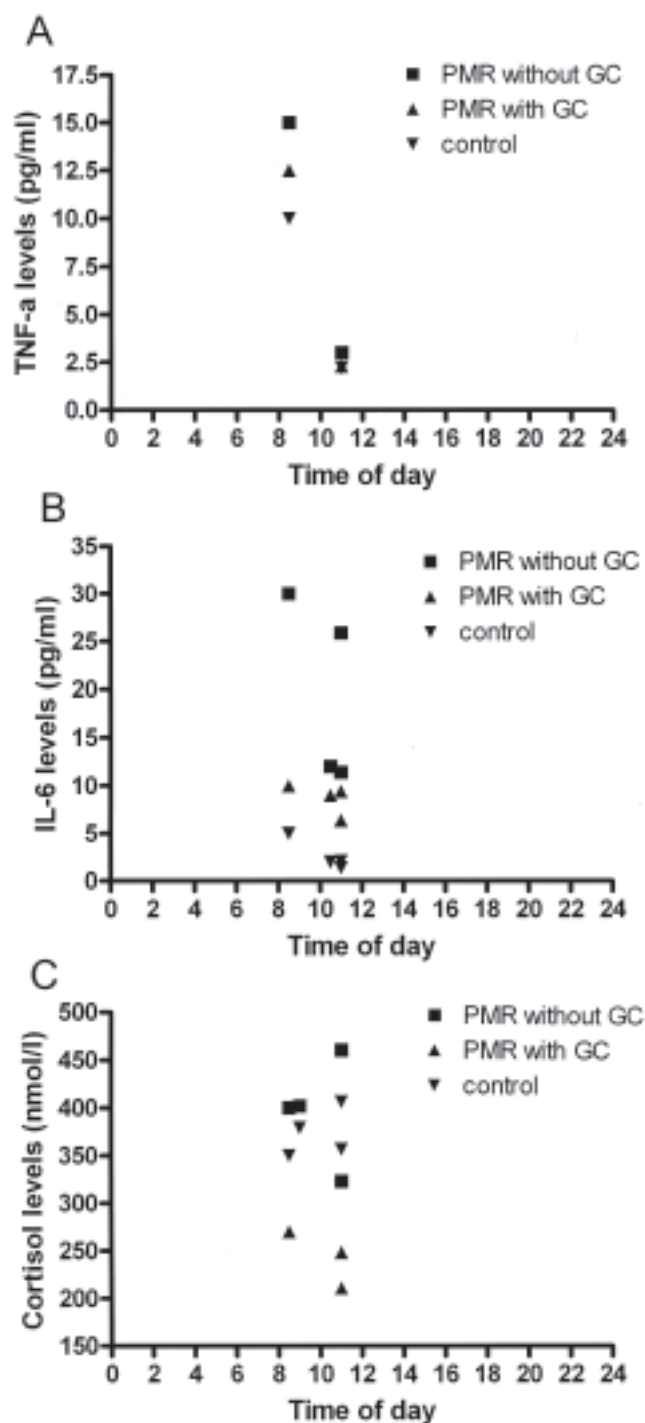 A
17.5
15.0
12.5
10.0
7.5
5.0
2.5
0.0
TNF-a levels (pg/ml)
PMR without GC
PMR with GC
control
0 2 4 6 8 10 12 14 16 18 20 22 24
Time of day
B
35
30
25
20
15
10
5
0
IL-6 levels (pg/ml)
PMR without GC
PMR with GC
control
0 2 4 6 8 10 12 14 16 18 20 22 24
Time of day
C
500
450
400
350
300
250
200
150
Cortisol levels (nmol/l)
PMR without GC
PMR with GC
control
0 2 4 6 8 10 12 14 16 18 20 22 24
Time of day